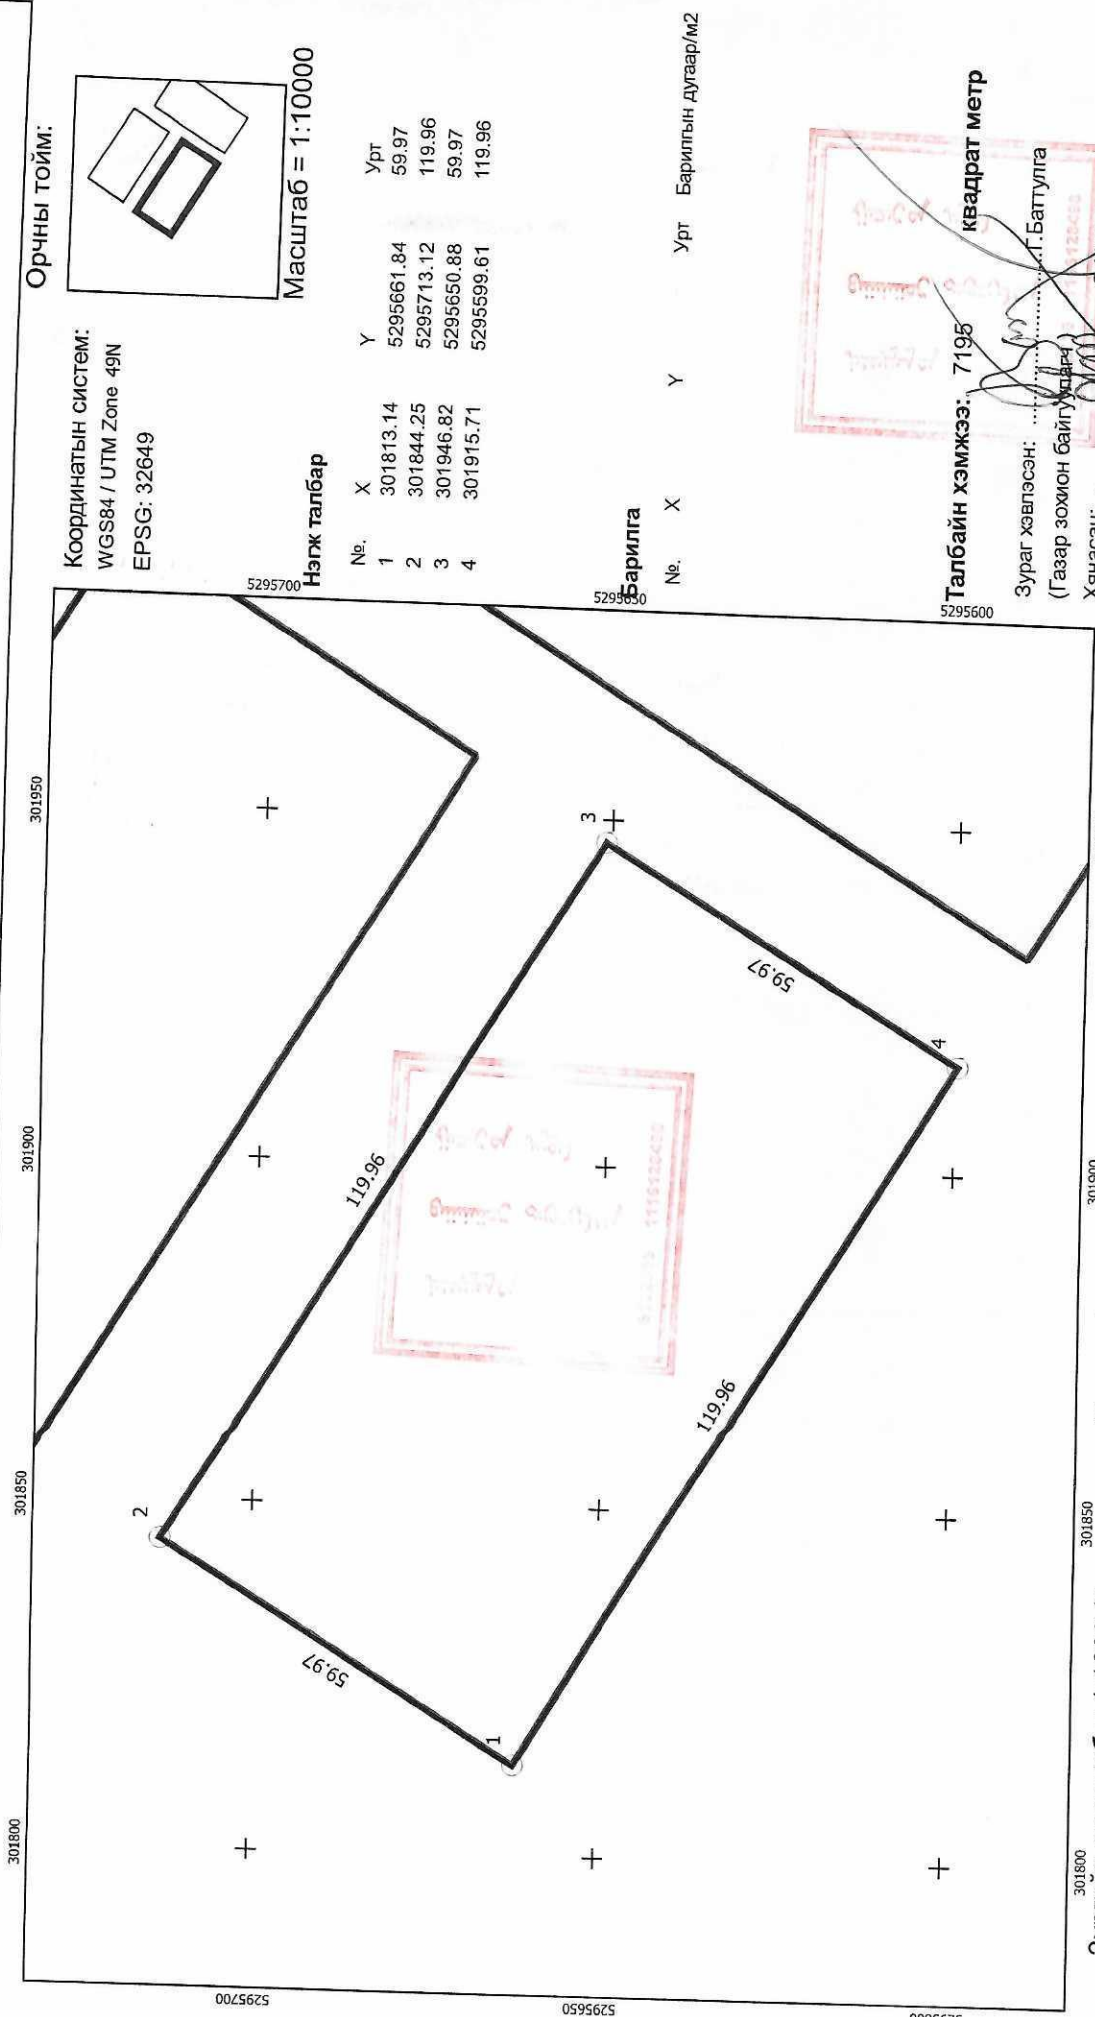 Орчны тойм:
Координатын систем:
WGS84 / UTM Zone 49N
EPSG: 32649
Масштаб = 1:10000
Нэгж талбар
№. X Y Урт
1 301813.14 5295661.84 59.97
2 301844.25 5295713.12 119.96
3 301946.82 5295650.88 59.97
4 301915.71 5295599.61 119.96
Барилга
№. X Y Урт Барилгын дугаар/м2
Талбайн хэмжээ: 7195 квадрат метр
Зураг хэвлэсэн: Г.Баттулга
(Газар зохион байгуулагч)
Хянасан:
301800 301850 301900 301950
5295700 5295700
5295650 5295650
5295600
2
1
3
4
119.96
59.97
59.97
119.96
301800 301850 301900